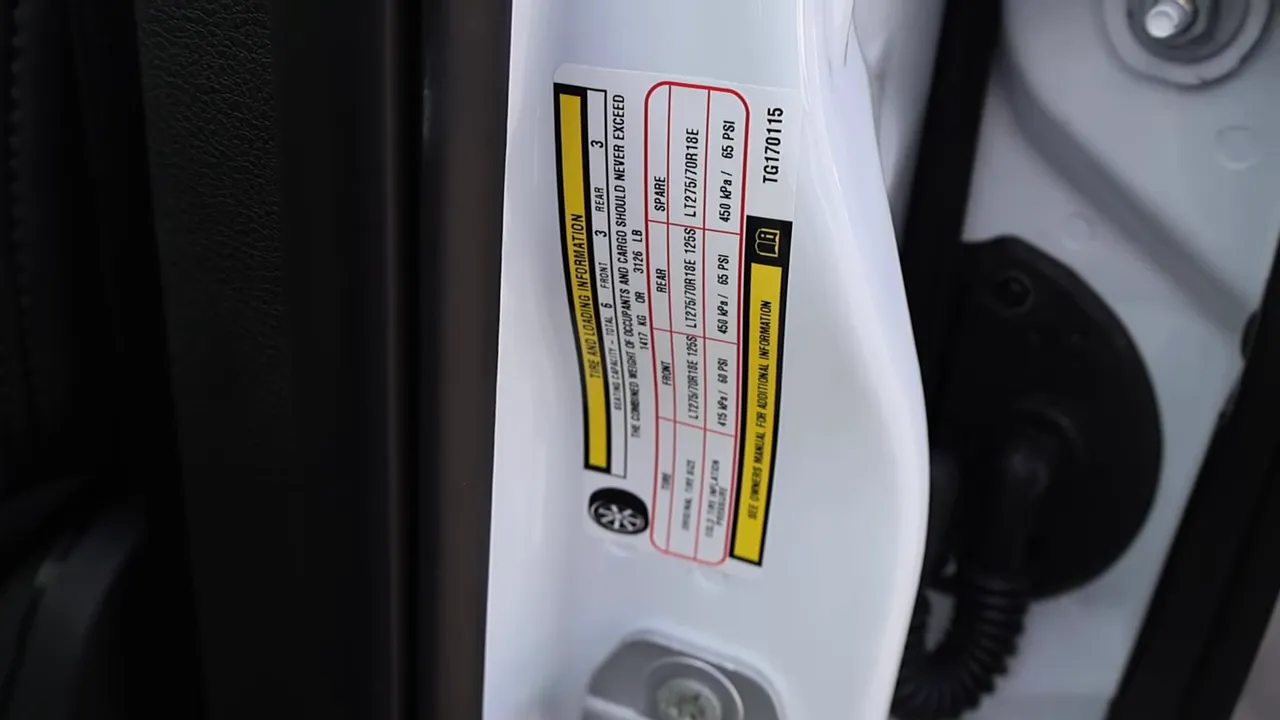 TIRE AND LOADING INFORMATION
SEATING CAPACITY – TOTAL 6 FRONT 3 REAR 3
THE COMBINED WEIGHT OF OCCUPANTS AND CARGO SHOULD NEVER EXCEED
1417 KG OR 3126 LB
TIRE FRONT REAR SPARE
ORIGINAL TIRE SIZE LT275/70R18E 125S LT275/70R18E 125S LT275/70R18E
COLD TIRE INFLATION PRESSURE 415 kPa / 60 PSI 450 kPa / 65 PSI 450 kPa / 65 PSI
SEE OWNERS MANUAL FOR ADDITIONAL INFORMATION
TG170115